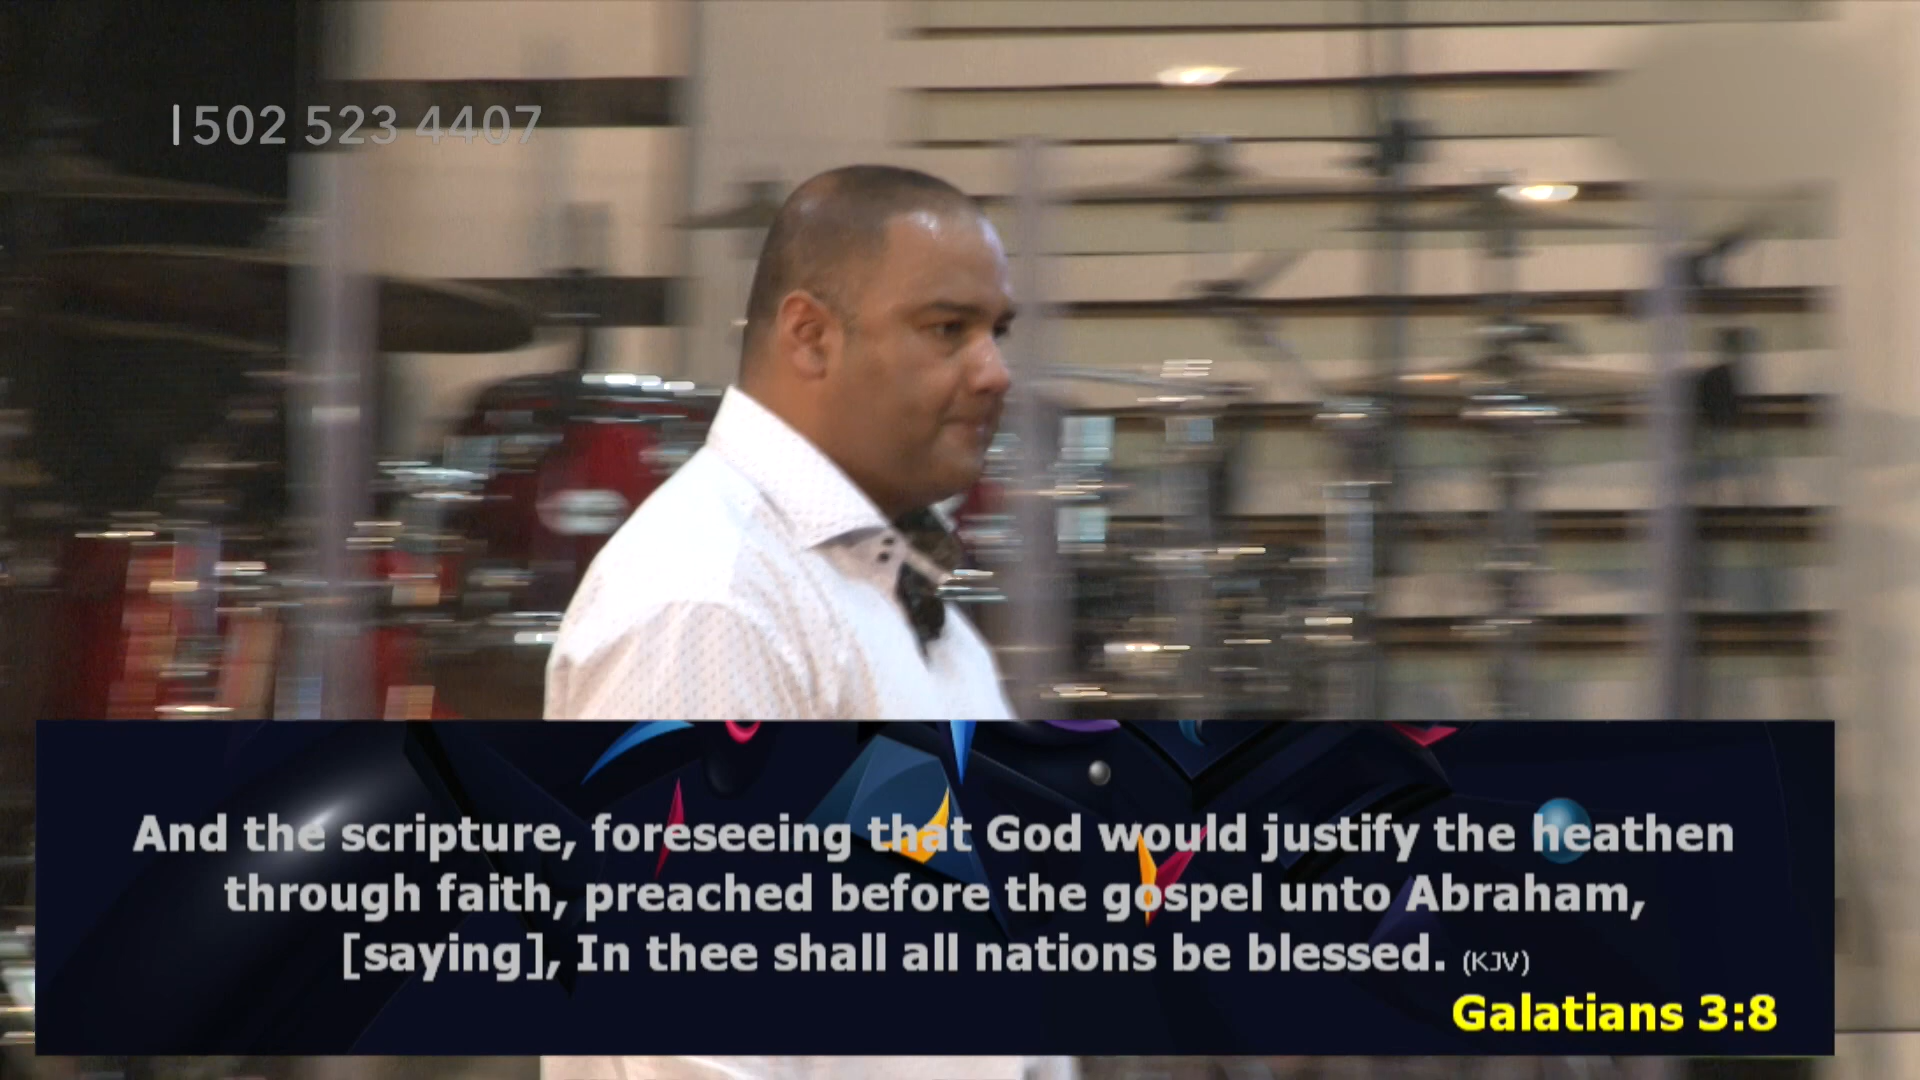 1502 523 4407
And the scripture, foreseeing that God would justify the heathen
through faith, preached before the gospel unto Abraham,
[saying], In thee shall all nations be blessed. (KJV)
Galatians 3:8